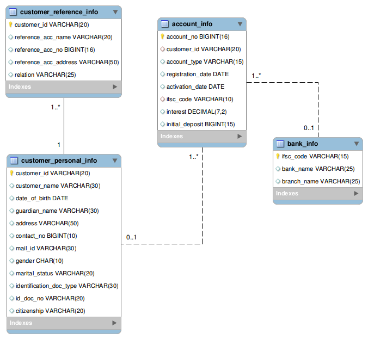 customer_reference_info
customer_id VARCHAR(20)
reference_acc_name VARCHAR(20)
reference_acc_no BIGINT(16)
reference_acc_address VARCHAR(50)
relation VARCHAR(25)
Indexes
account_info
account_no BIGINT(16)
customer_id VARCHAR(20)
account_type VARCHAR(15)
registration_date DATE
activation_date DATE
ifsc_code VARCHAR(10)
interest DECIMAL(7,2)
initial_deposit BIGINT(15)
Indexes
1..*
1..*
0..1
bank_info
ifsc_code VARCHAR(15)
bank_name VARCHAR(25)
branch_name VARCHAR(25)
Indexes
1
1..*
customer_personal_info
customer_id VARCHAR(20)
customer_name VARCHAR(30)
date_of_birth DATE
guardian_name VARCHAR(30)
address VARCHAR(50)
contact_no BIGINT(10)
mail_id VARCHAR(30)
gender CHAR(10)
marital_status VARCHAR(20)
identification_doc_type VARCHAR(30)
id_doc_no VARCHAR(20)
citizenship VARCHAR(20)
Indexes
0..1